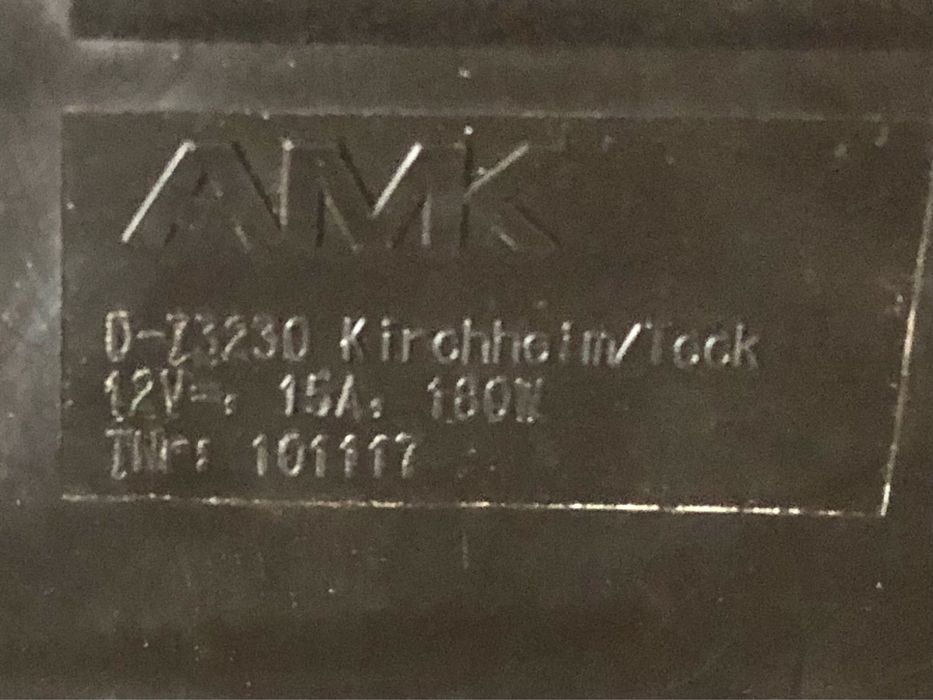 AMK
D-73230 Kirchheim/Teck
12V=, 15A, 180W
TNr: 101117